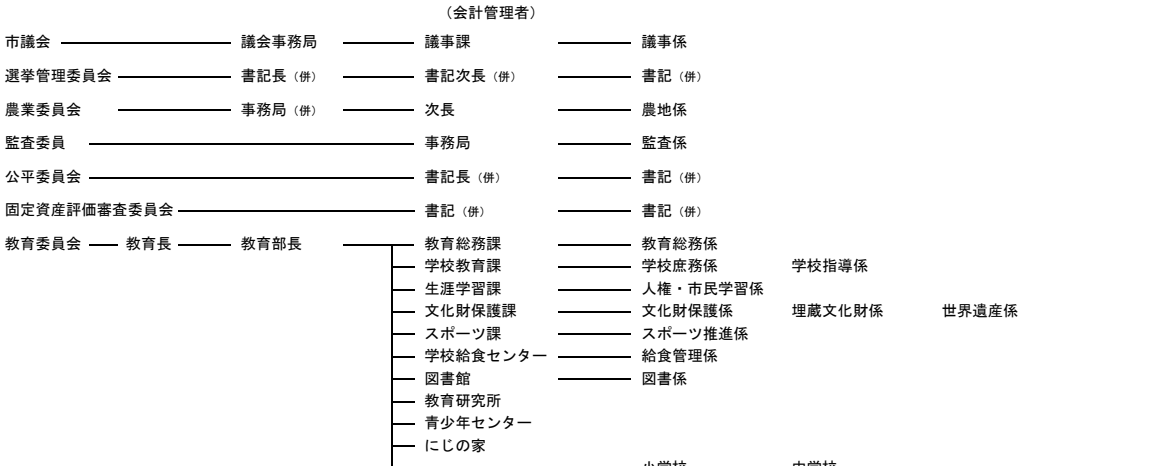 （会計管理者）
市議会 議会事務局 議事課 議事係
選挙管理委員会 書記長（併） 書記次長（併） 書記（併）
農業委員会 事務局（併） 次長 農地係
監査委員 事務局 監査係
公平委員会 書記長（併） 書記（併）
固定資産評価審査委員会 書記（併） 書記（併）
教育委員会 教育長 教育部長 教育総務課 教育総務係
学校教育課 学校庶務係 学校指導係
生涯学習課 人権・市民学習係
文化財保護課 文化財保護係 埋蔵文化財係 世界遺産係
スポーツ課 スポーツ推進係
学校給食センター 給食管理係
図書館 図書係
教育研究所
青少年センター
にじの家